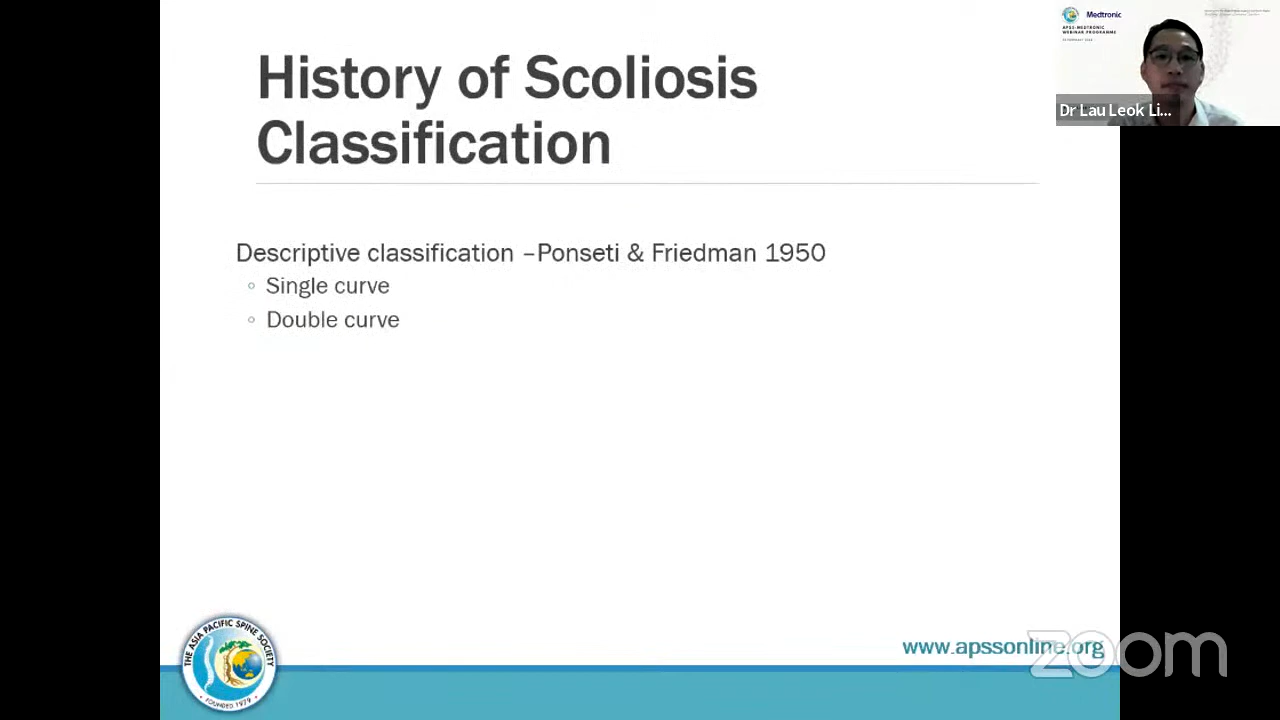 History of Scoliosis
Classification
Descriptive classification –Ponseti & Friedman 1950
◦ Single curve
◦ Double curve
THE ASIA PACIFIC SPINE SOCIETY
• FOUNDED 1979 •
www.apssonline.org
zoom
Medtronic
APSS-MEDTRONIC
WEBINAR PROGRAMME
Dr Lau Leok Li...